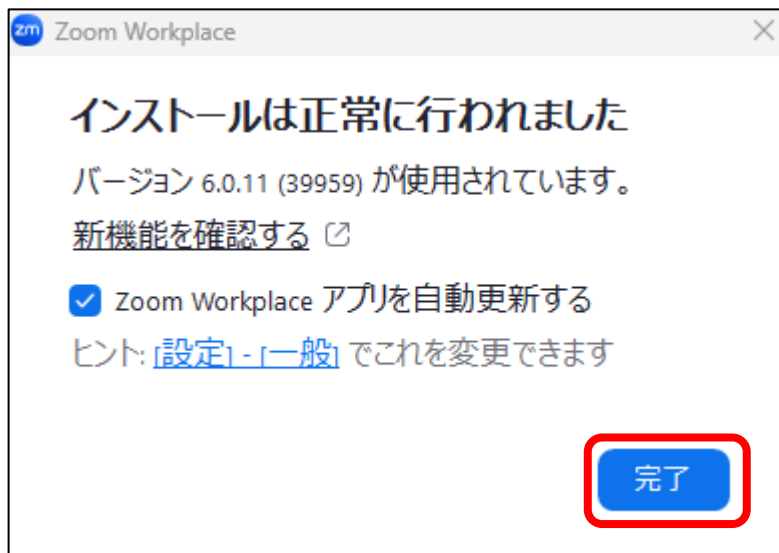 zm Zoom Workplace
インストールは正常に行われました
バージョン 6.0.11 (39959) が使用されています。
新機能を確認する
Zoom Workplace アプリを自動更新する
ヒント: [設定] - [一般] でこれを変更できます
完了